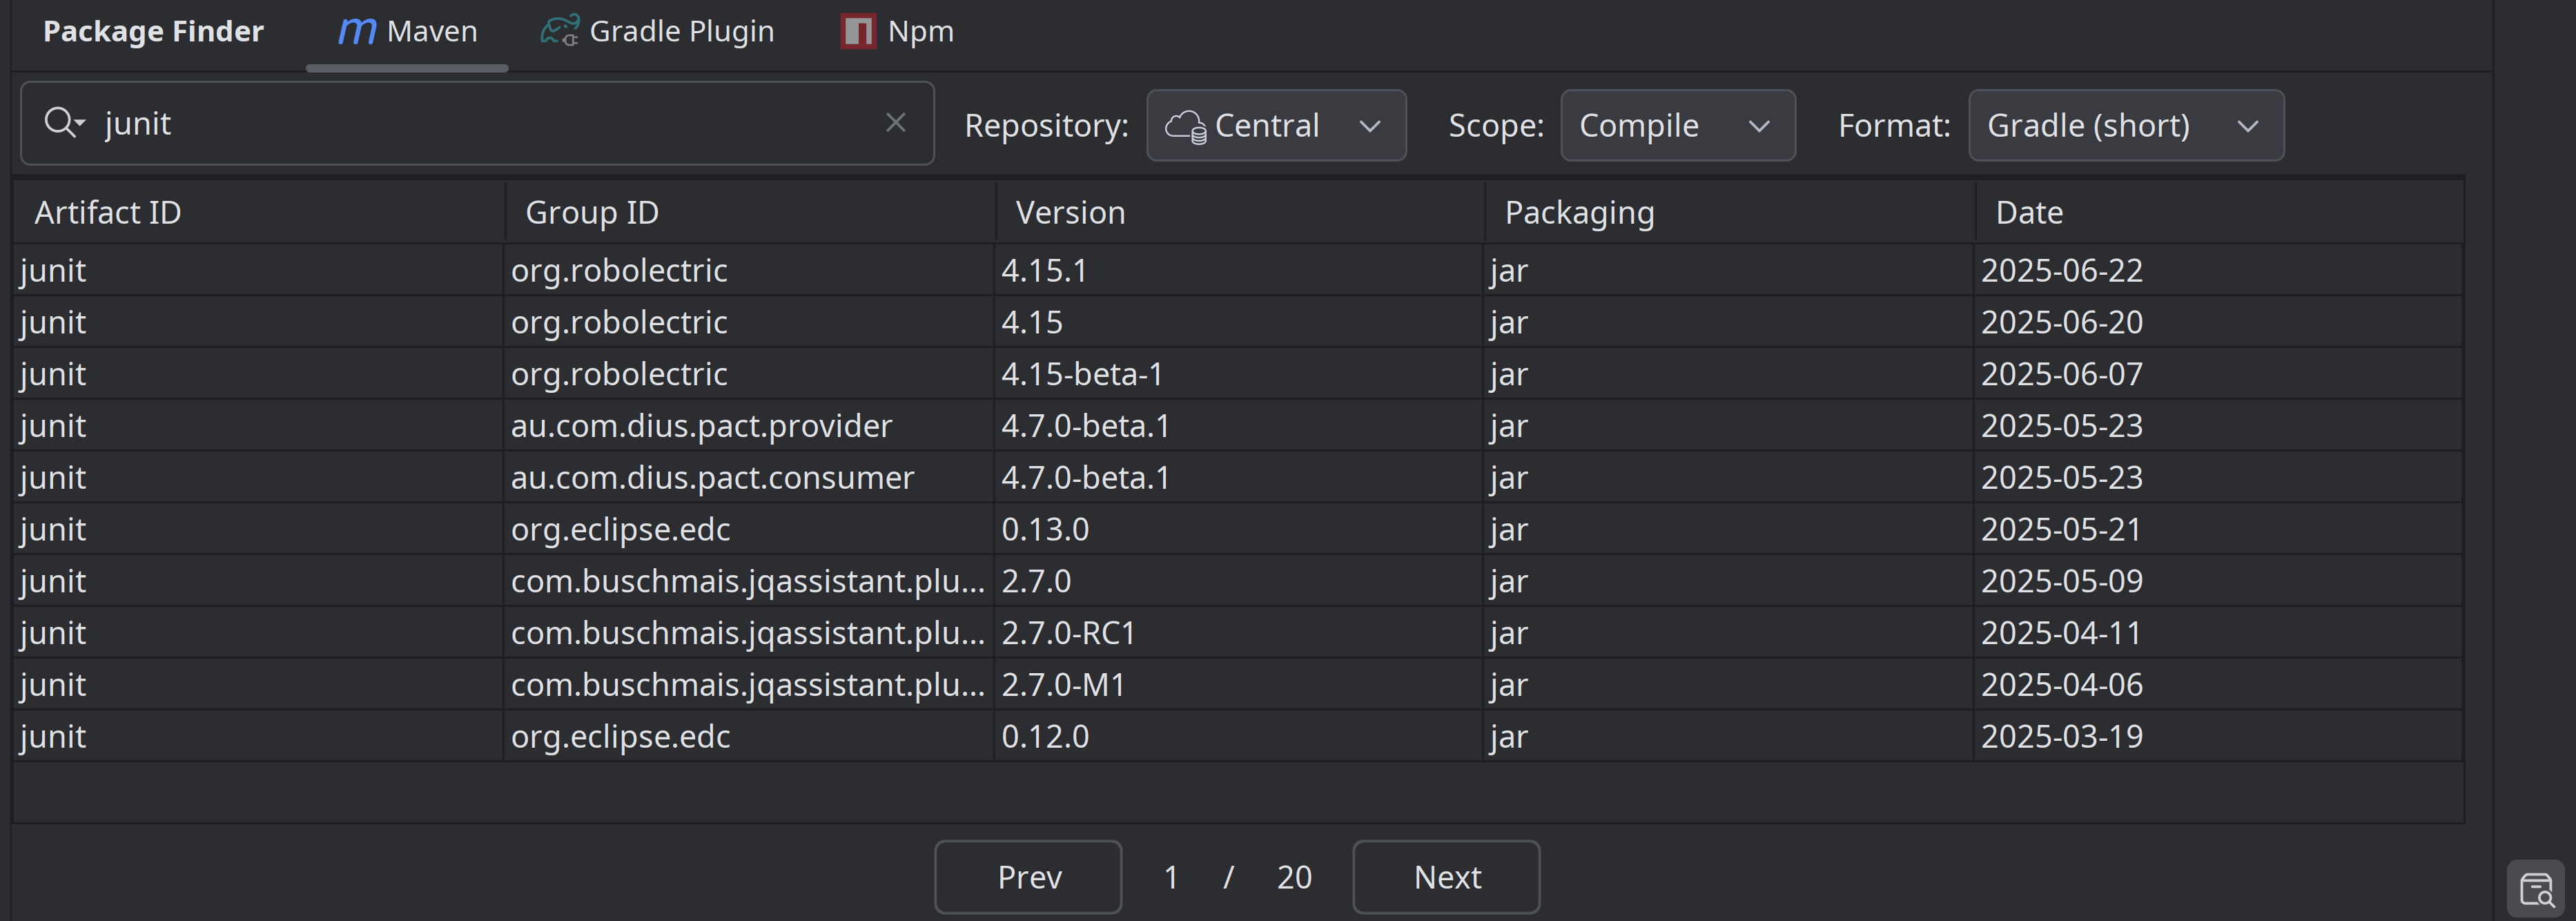 Package Finder Maven Gradle Plugin Npm
junit Repository: Central Scope: Compile Format: Gradle (short)
Artifact ID Group ID Version Packaging Date
junit org.robolectric 4.15.1 jar 2025-06-22
junit org.robolectric 4.15 jar 2025-06-20
junit org.robolectric 4.15-beta-1 jar 2025-06-07
junit au.com.dius.pact.provider 4.7.0-beta.1 jar 2025-05-23
junit au.com.dius.pact.consumer 4.7.0-beta.1 jar 2025-05-23
junit org.eclipse.edc 0.13.0 jar 2025-05-21
junit com.buschmais.jqassistant.plu... 2.7.0 jar 2025-05-09
junit com.buschmais.jqassistant.plu... 2.7.0-RC1 jar 2025-04-11
junit com.buschmais.jqassistant.plu... 2.7.0-M1 jar 2025-04-06
junit org.eclipse.edc 0.12.0 jar 2025-03-19
Prev 1 / 20 Next